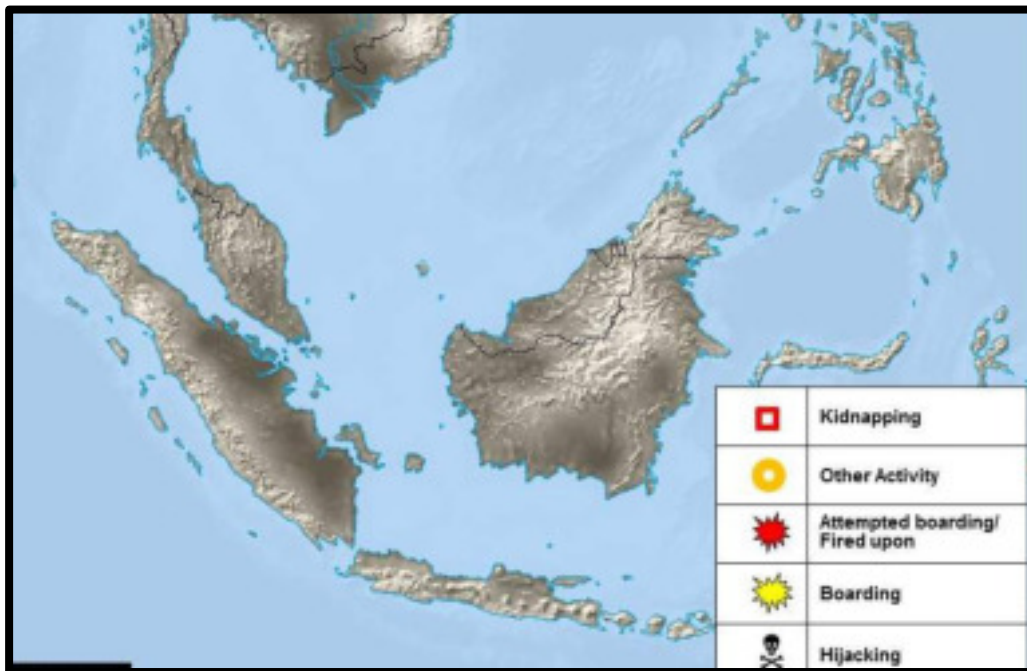 Kidnapping
Other Activity
Attempted boarding/
Fired upon
Boarding
Hijacking